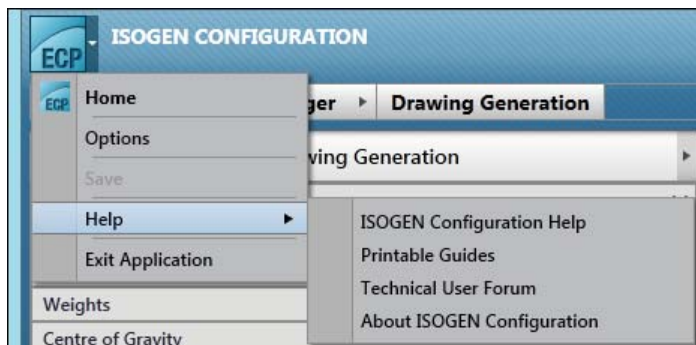 ISOGEN CONFIGURATION
ECP
ECP Home
ger Drawing Generation
Options
wing Generation
Save
Help
ISOGEN Configuration Help
Printable Guides
Exit Application
Technical User Forum
About ISOGEN Configuration
Weights
Centre of Gravity